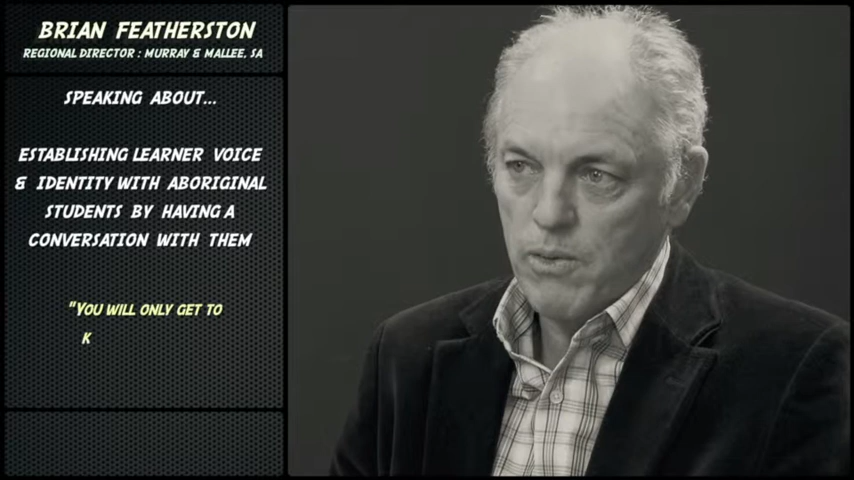 BRIAN FEATHERSTON
REGIONAL DIRECTOR : MURRAY & MALLEE, SA
SPEAKING ABOUT...
ESTABLISHING LEARNER VOICE
& IDENTITY WITH ABORIGINAL
STUDENTS BY HAVING A
CONVERSATION WITH THEM
"YOU WILL ONLY GET TO
K